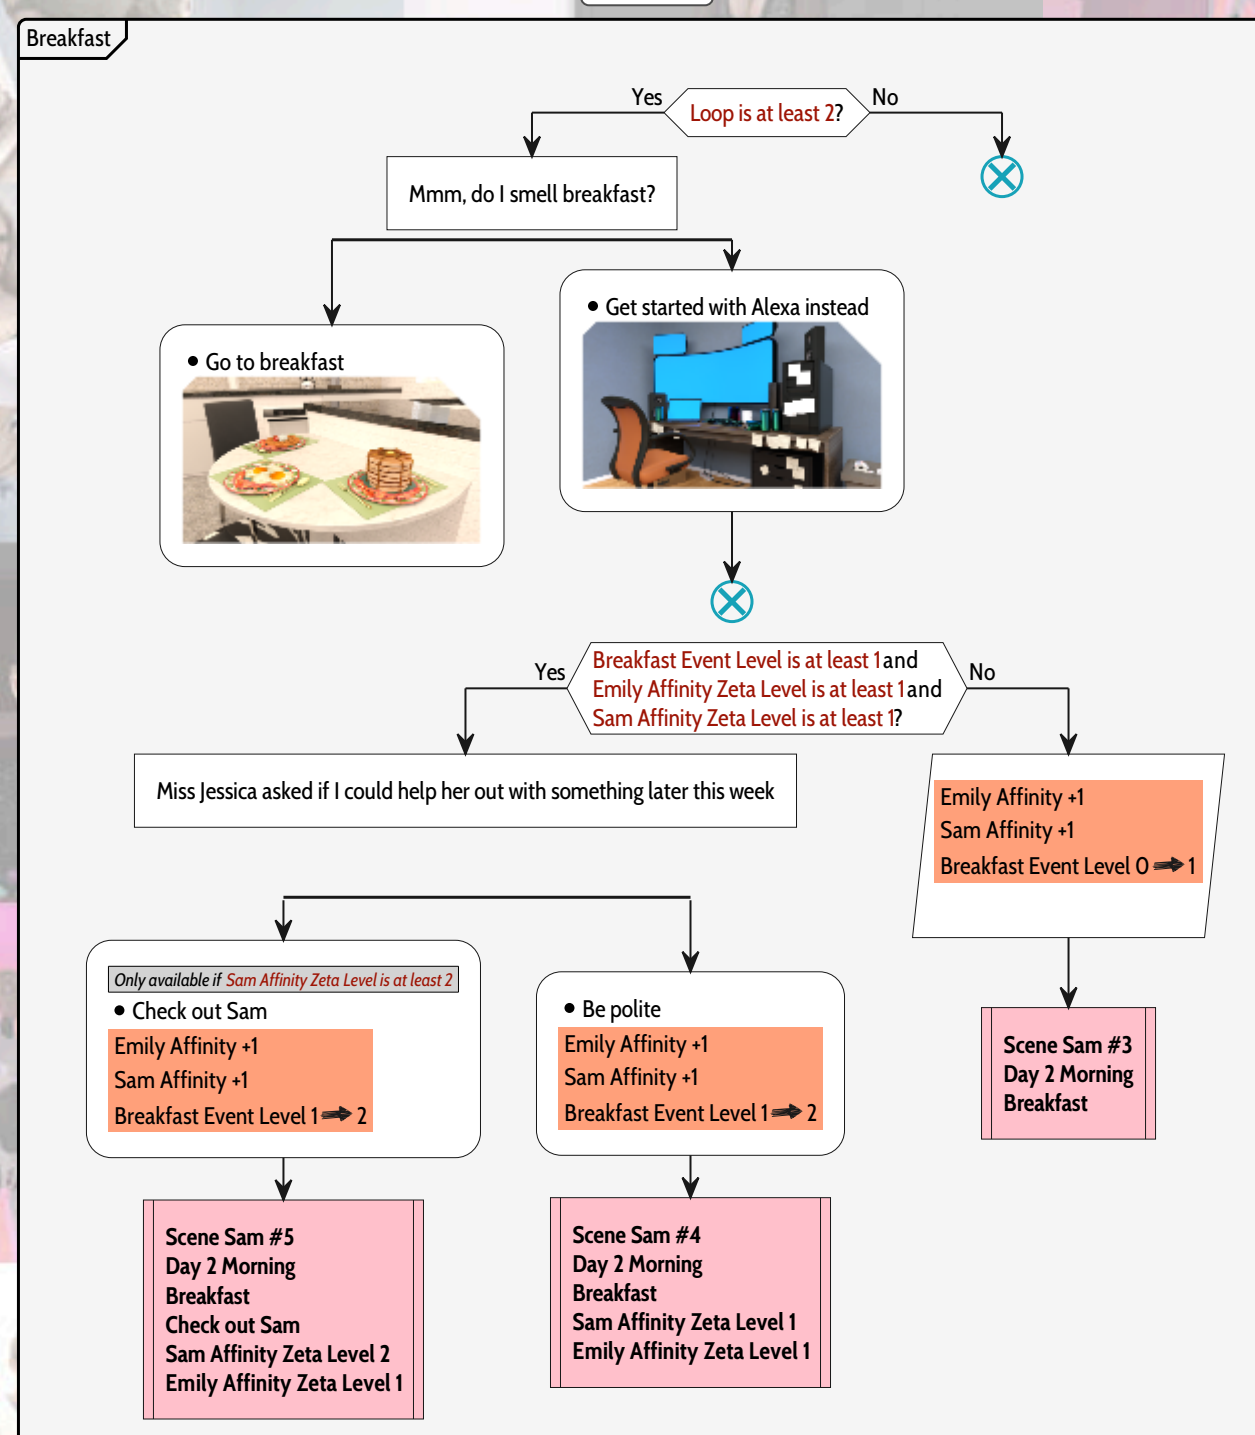 Breakfast
Yes
Loop is at least 2?
No
Mmm, do I smell breakfast?
• Go to breakfast
• Get started with Alexa instead
Yes
Breakfast Event Level is at least 1 and
Emily Affinity Zeta Level is at least 1 and
Sam Affinity Zeta Level is at least 1?
No
Miss Jessica asked if I could help her out with something later this week
Emily Affinity +1
Sam Affinity +1
Breakfast Event Level 0 ➡ 1
Only available if Sam Affinity Zeta Level is at least 2
• Check out Sam
Emily Affinity +1
Sam Affinity +1
Breakfast Event Level 1 ➡ 2
• Be polite
Emily Affinity +1
Sam Affinity +1
Breakfast Event Level 1 ➡ 2
Scene Sam #3
Day 2 Morning
Breakfast
Scene Sam #5
Day 2 Morning
Breakfast
Check out Sam
Sam Affinity Zeta Level 2
Emily Affinity Zeta Level 1
Scene Sam #4
Day 2 Morning
Breakfast
Sam Affinity Zeta Level 1
Emily Affinity Zeta Level 1